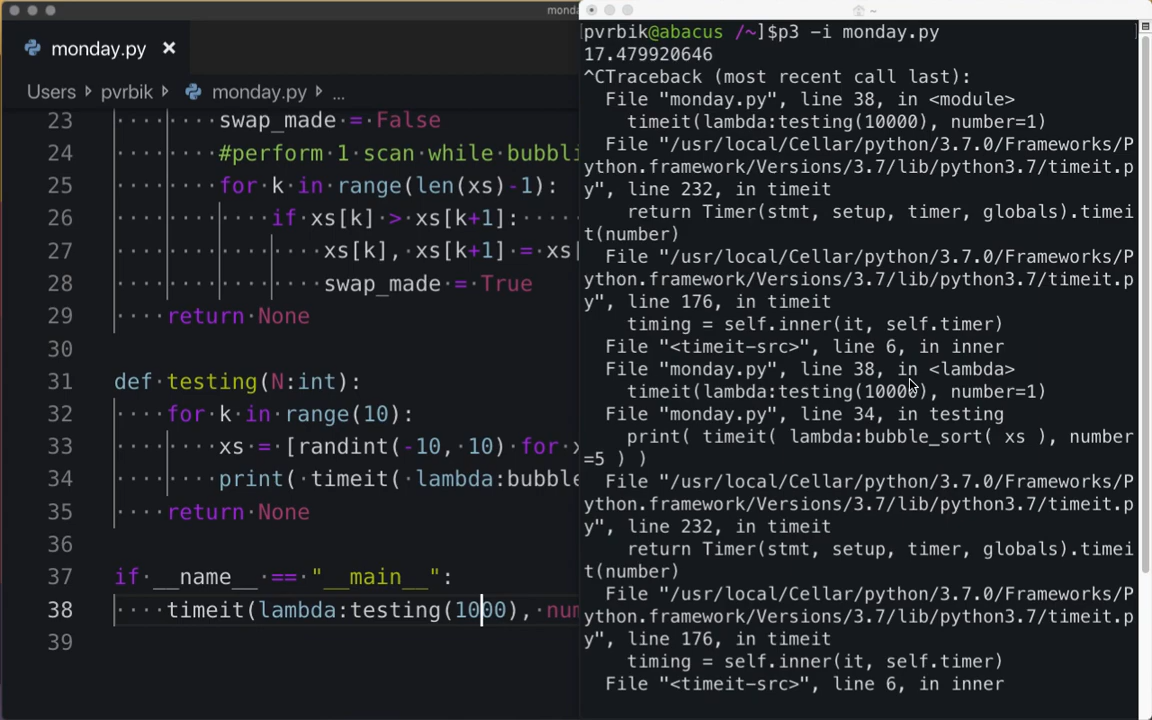 monda
monday.py
Users pvrbik monday.py ...
23 swap_made = False
24 #perform 1 scan while bubbli
25 for k in range(len(xs)-1):
26 if xs[k] > xs[k+1]:
27 xs[k], xs[k+1] = xs[
28 swap_made = True
29 return None
30
31 def testing(N:int):
32 for k in range(10):
33 xs = [randint(-10, 10) for x
34 print( timeit( lambda:bubble
35 return None
36
37 if __name__ == "__main__":
38 timeit(lambda:testing(1000), num
39
~
[pvrbik@abacus /~]$p3 -i monday.py
17.479920646
^CTraceback (most recent call last):
File "monday.py", line 38, in <module>
timeit(lambda:testing(10000), number=1)
File "/usr/local/Cellar/python/3.7.0/Frameworks/P
ython.framework/Versions/3.7/lib/python3.7/timeit.p
y", line 232, in timeit
return Timer(stmt, setup, timer, globals).timei
t(number)
File "/usr/local/Cellar/python/3.7.0/Frameworks/P
ython.framework/Versions/3.7/lib/python3.7/timeit.p
y", line 176, in timeit
timing = self.inner(it, self.timer)
File "<timeit-src>", line 6, in inner
File "monday.py", line 38, in <lambda>
timeit(lambda:testing(10000), number=1)
File "monday.py", line 34, in testing
print( timeit( lambda:bubble_sort( xs ), number
=5 ) )
File "/usr/local/Cellar/python/3.7.0/Frameworks/P
ython.framework/Versions/3.7/lib/python3.7/timeit.p
y", line 232, in timeit
return Timer(stmt, setup, timer, globals).timei
t(number)
File "/usr/local/Cellar/python/3.7.0/Frameworks/P
ython.framework/Versions/3.7/lib/python3.7/timeit.p
y", line 176, in timeit
timing = self.inner(it, self.timer)
File "<timeit-src>", line 6, in inner